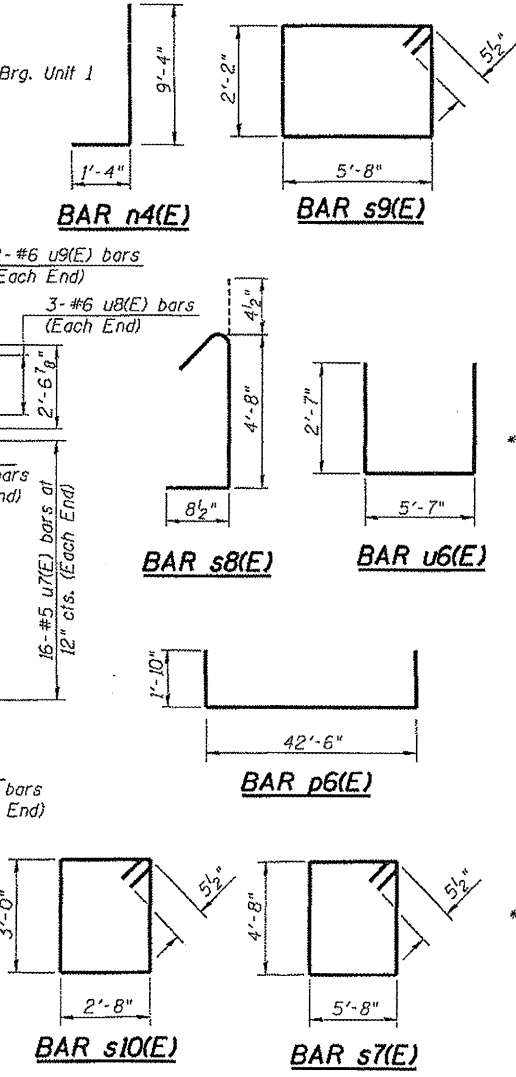 Brg. Unit 1
9'-4"
1'-4"
BAR n4(E)
2'-2"
5'-8"
5½"
BAR s9(E)
- #6 u9(E) bars
Each End)
3- #6 u8(E) bars
(Each End)
2'-6⅞"
bars
nd)
16-#5 u7(E) bars at
12" cts. (Each End)
4½"
4'-8"
8½"
BAR s8(E)
2'-7"
5'-7"
BAR u6(E)
*
1'-10"
42'-6"
BAR p6(E)
bars
End)
3'-0"
2'-8"
5½"
BAR s10(E)
4'-8"
5'-8"
5½"
BAR s7(E)
*